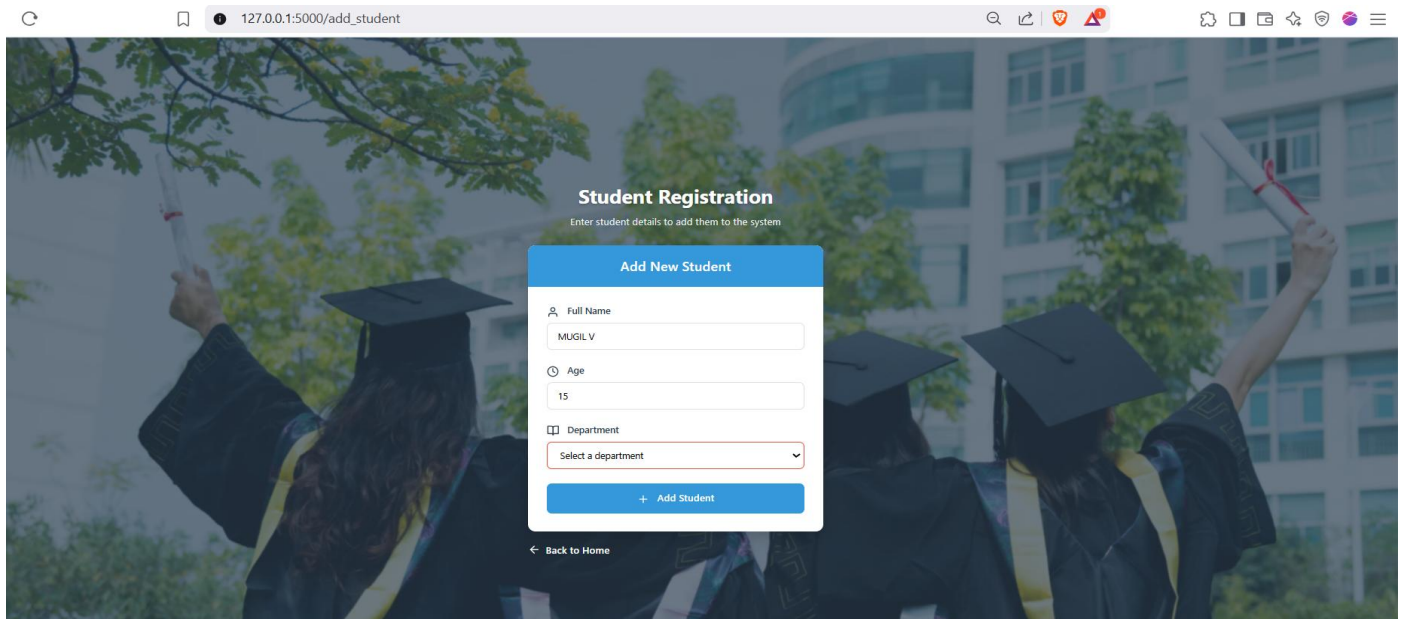 127.0.0.1:5000/add_student
1
Student Registration
Enter student details to add them to the system
Add New Student
Full Name
MUGIL V
Age
15
Department
Select a department
+ Add Student
← Back to Home